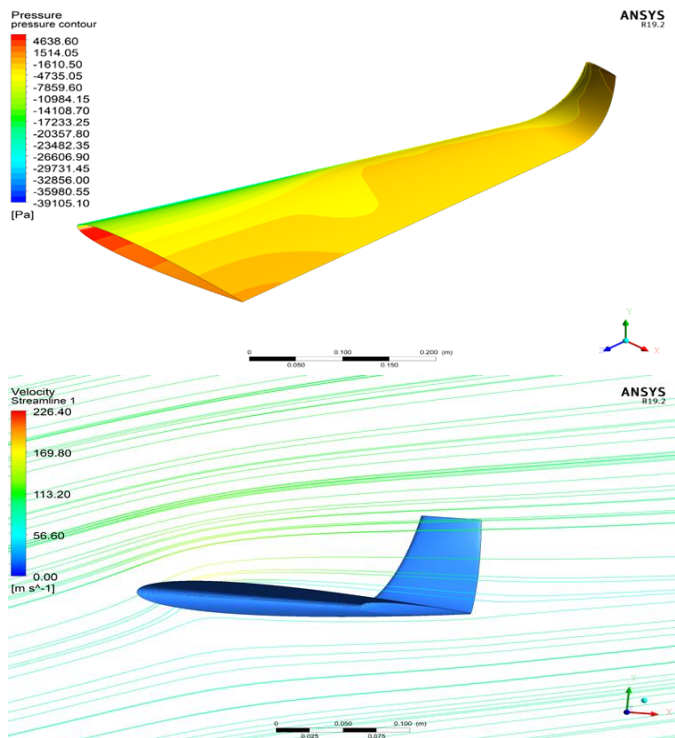 Pressure
pressure contour
ANSYS
R19.2
4638.60
1514.05
-1610.50
-4735.05
-7859.60
-10984.15
-14108.70
-17233.25
-20357.80
-23482.35
-26606.90
-29731.45
-32856.00
-35980.55
-39105.10
[Pa]
Y
Z
X
0
0.100
0.200 (m)
0.050
0.150
Velocity
Streamline 1
ANSYS
R19.2
226.40
169.80
113.20
56.60
0.00
[m s^-1]
Y
X
0
0.050
0.100 (m)
0.025
0.075